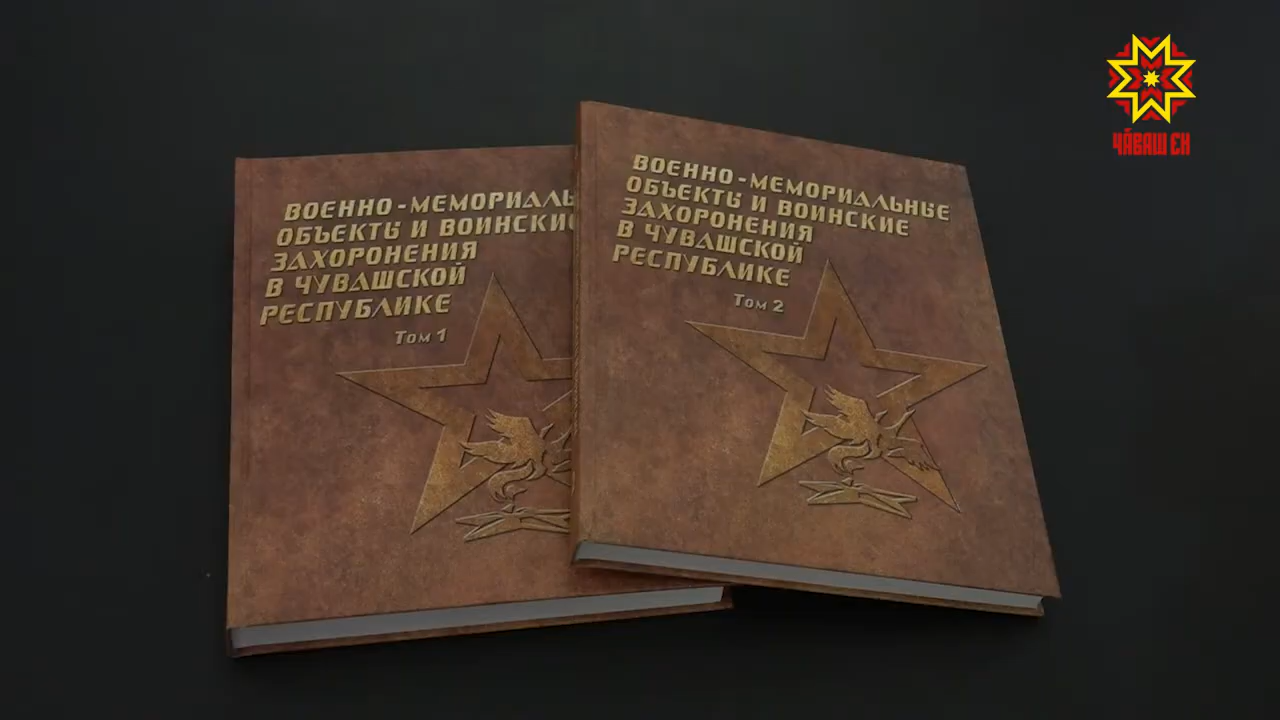 ВОЕННО-МЕМОРИАЛЬ
ОБЪЕКТЫ И ВОИНСКИЕ
ЗАХОРОНЕНИЯ
В ЧУВАШСКОЙ
РЕСПУБЛИКЕ
Том 1
ВОЕННО-МЕМОРИАЛЬНЫЕ
ОБЪЕКТЫ И ВОИНСКИЕ
ЗАХОРОНЕНИЯ
В ЧУВАШСКОЙ
РЕСПУБЛИКЕ
Том 2
ЧӐВАШ ЕН